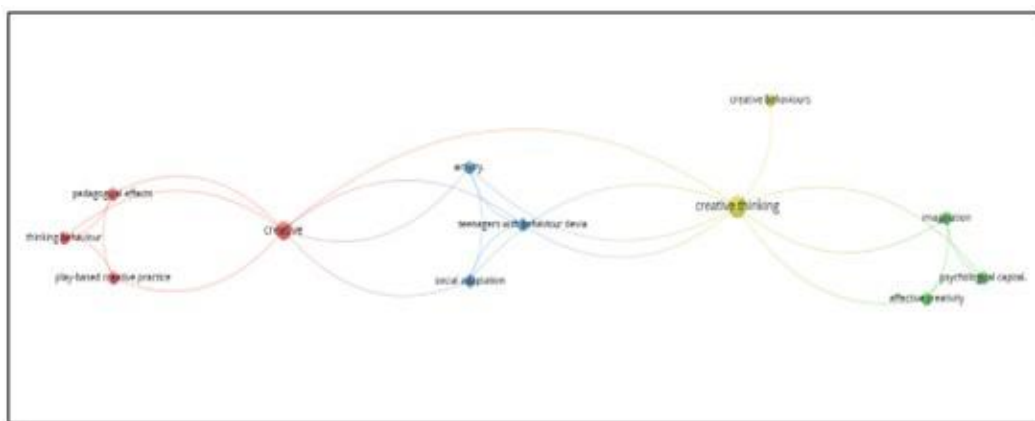 creative behaviours
activity
pedagogical effects
creative thinking
imagination
teenagers with behaviour devia
creative
thinking behaviour
play-based creative practice
social adaptation
psychological capital.
effective creativity